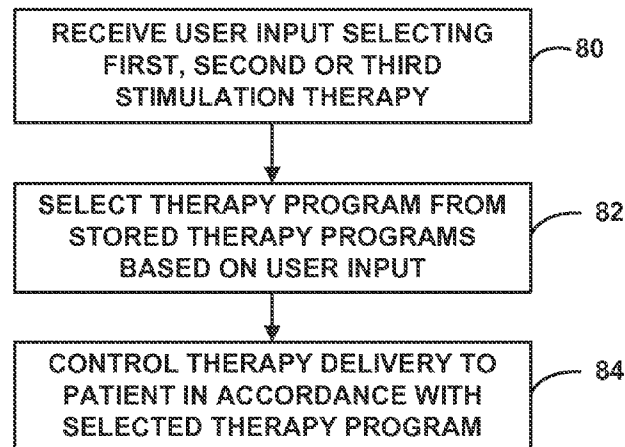 RECEIVE USER INPUT SELECTING
FIRST, SECOND OR THIRD
STIMULATION THERAPY
80
SELECT THERAPY PROGRAM FROM
STORED THERAPY PROGRAMS
BASED ON USER INPUT
82
CONTROL THERAPY DELIVERY TO
PATIENT IN ACCORDANCE WITH
SELECTED THERAPY PROGRAM
84